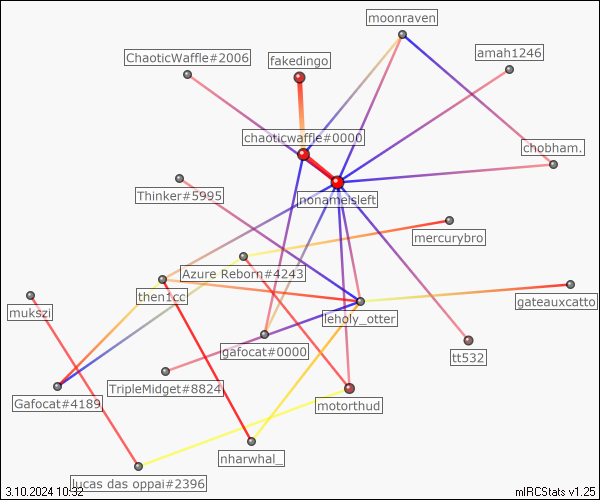 moonraven
ChaoticWaffle#2006
amah1246
fakedingo
chaoticwaffle#0000
chobham.
Thinker#5995
nonameisleft
mercurybro
Azure Reborn#4243
then1cc
gateauxcatto
mukszi
leholy_otter
gafocat#0000
tt532
TripleMidget#8824
Gafocat#4189
motorthud
nharwhal_
lucas das oppai#2396
3.10.2024 10:32
mIRCStats v1.25